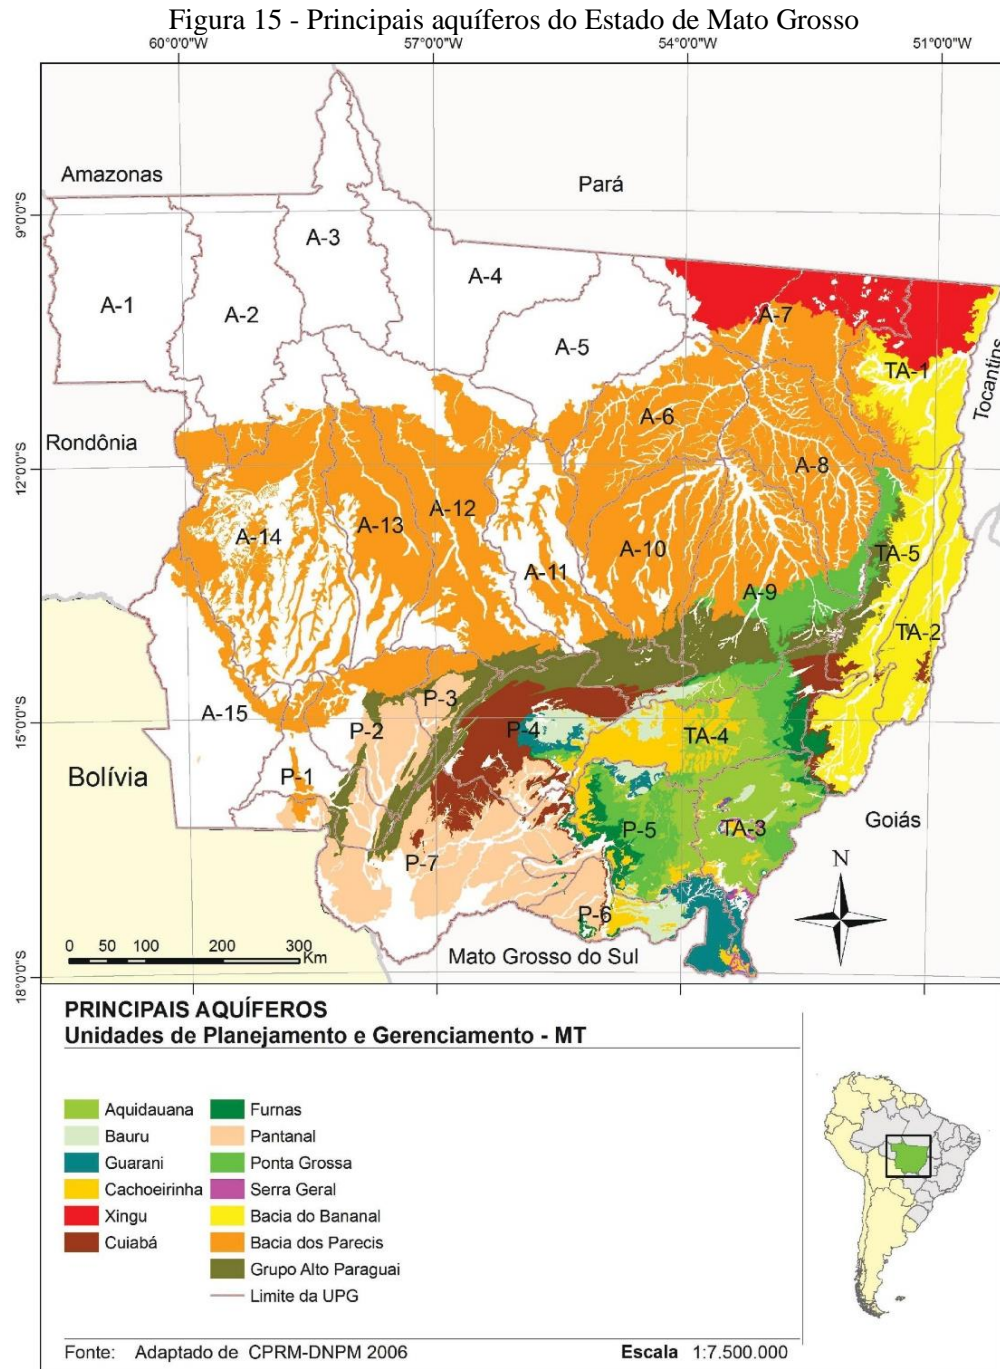 Figura 15 - Principais aquíferos do Estado de Mato Grosso
60°0'0"W 57°0'0"W 54°0'0"W 51°0'0"W
Amazonas
Pará
9°0'0"S
A-3
A-4
A-1
A-2
A-7
A-5
TA-1
Tocantins
A-6
Rondônia
12°0'0"S
A-8
A-12
A-13
A-14
A-10
TA-5
A-11
A-9
TA-2
P-3
A-15
15°0'0"S
P-2
P-4
TA-4
Bolívia
P-1
P-5
TA-3
Goiás
P-7
N
P-6
0 50 100 200 300
Km
Mato Grosso do Sul
18°0'0"S
PRINCIPAIS AQUÍFEROS
Unidades de Planejamento e Gerenciamento - MT
Aquidauana
Bauru
Guarani
Cachoeirinha
Xingu
Cuiabá
Furnas
Pantanal
Ponta Grossa
Serra Geral
Bacia do Bananal
Bacia dos Parecis
Grupo Alto Paraguai
Limite da UPG
Fonte: Adaptado de CPRM-DNPM 2006
Escala 1:7.500.000